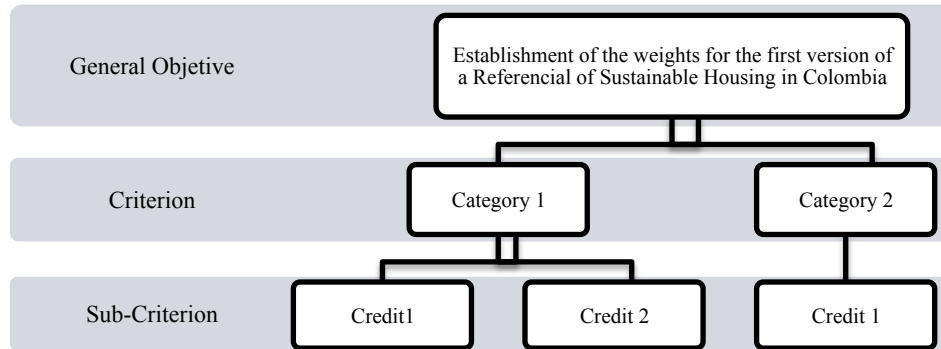 General Objetive
Establishment of the weights for the first version of
a Referencial of Sustainable Housing in Colombia
Criterion
Category 1
Category 2
Sub-Criterion
Credit1
Credit 2
Credit 1